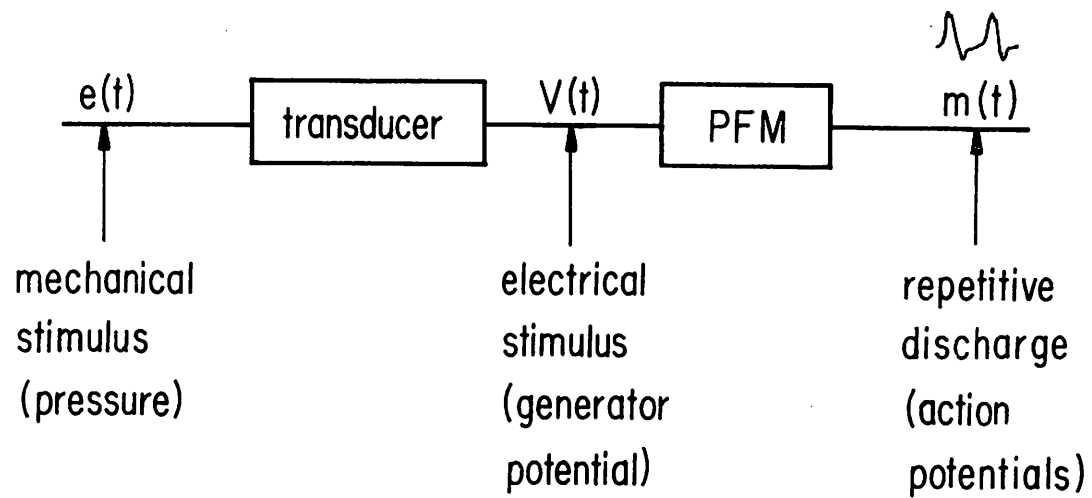 e(t)
transducer
V(t)
PFM
m(t)
mechanical
stimulus
(pressure)
electrical
stimulus
(generator
potential)
repetitive
discharge
(action
potentials)